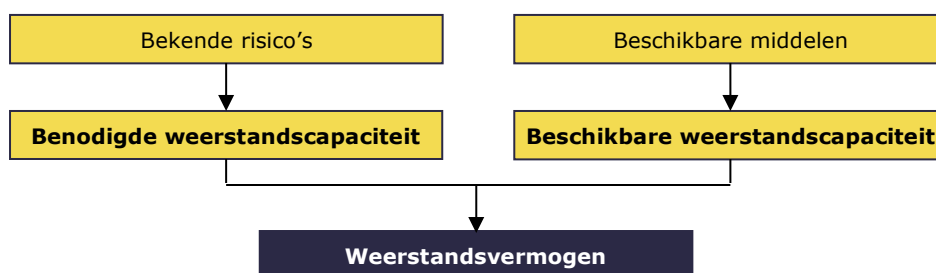 Bekende risico’s
Beschikbare middelen
Benodigde weerstandscapaciteit
Beschikbare weerstandscapaciteit
Weerstandsvermogen